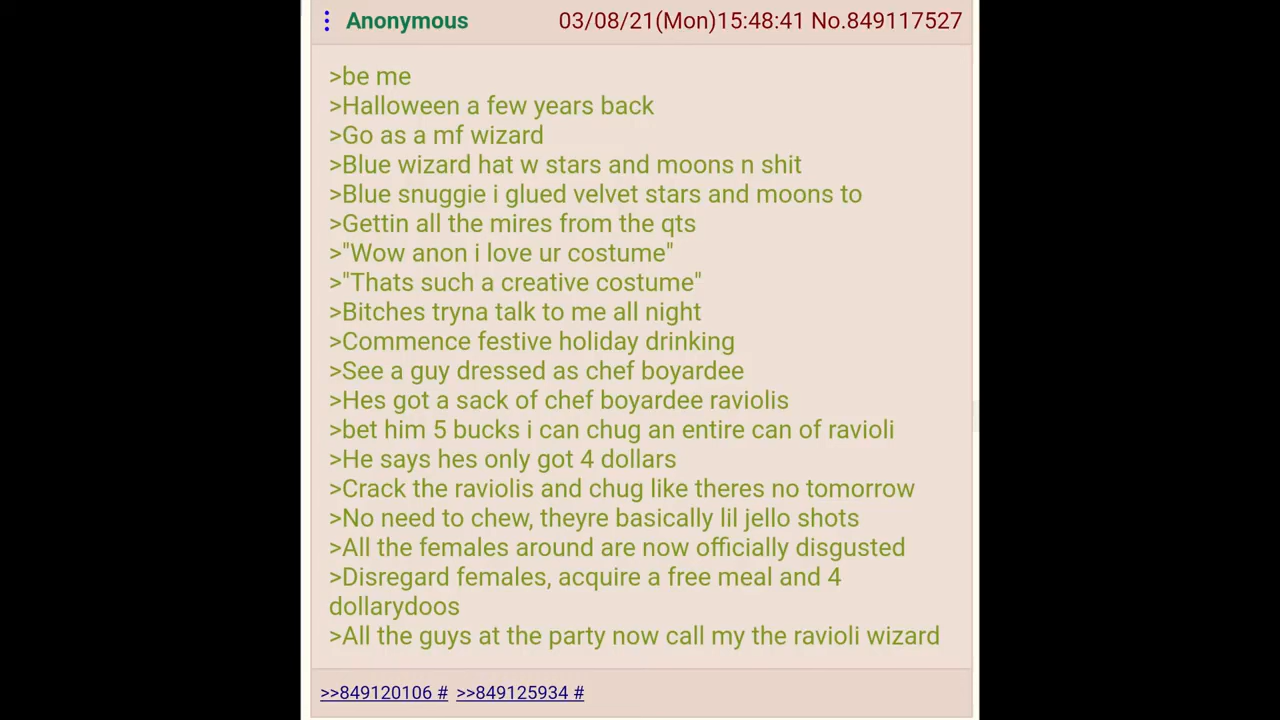 Anonymous 03/08/21(Mon)15:48:41 No.849117527
>be me
>Halloween a few years back
>Go as a mf wizard
>Blue wizard hat w stars and moons n shit
>Blue snuggie i glued velvet stars and moons to
>Gettin all the mires from the qts
>"Wow anon i love ur costume"
>"Thats such a creative costume"
>Bitches tryna talk to me all night
>Commence festive holiday drinking
>See a guy dressed as chef boyardee
>Hes got a sack of chef boyardee raviolis
>bet him 5 bucks i can chug an entire can of ravioli
>He says hes only got 4 dollars
>Crack the raviolis and chug like theres no tomorrow
>No need to chew, theyre basically lil jello shots
>All the females around are now officially disgusted
>Disregard females, acquire a free meal and 4
dollarydoos
>All the guys at the party now call my the ravioli wizard
>>849120106 # >>849125934 #